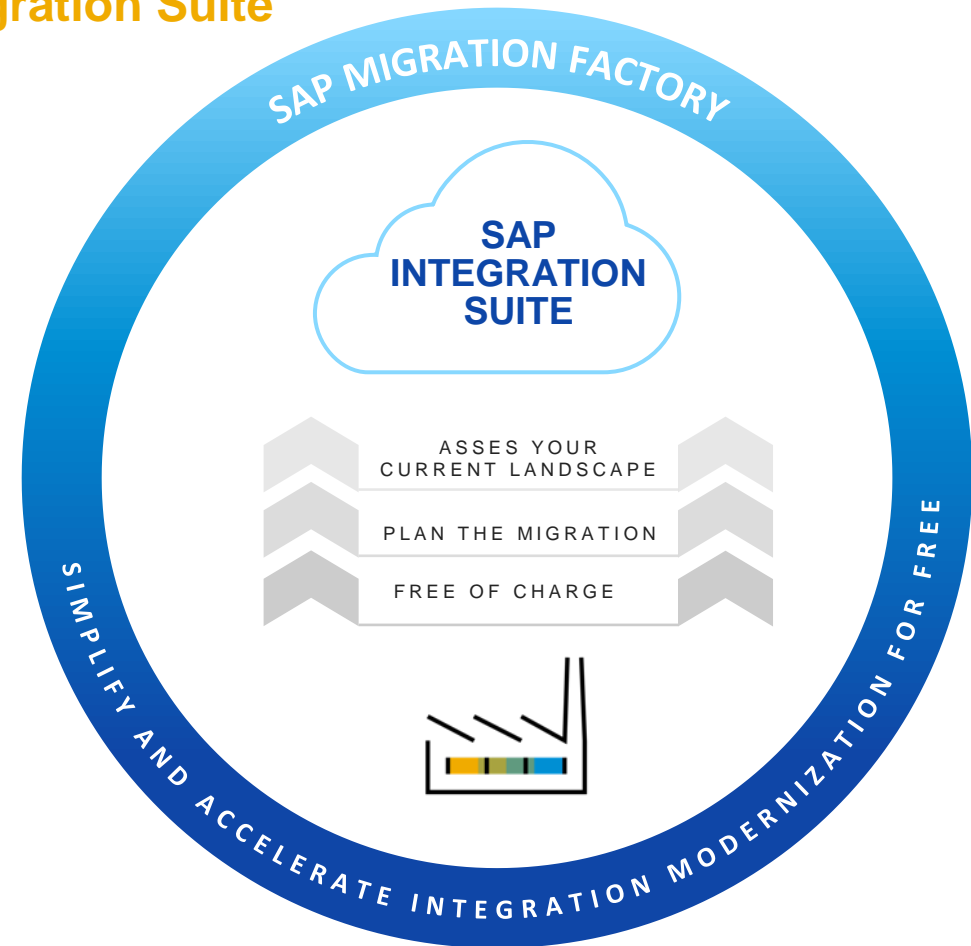 gration Suite
SAP MIGRATION FACTORY
SAP
INTEGRATION
SUITE
ASSES YOUR
CURRENT LANDSCAPE
PLAN THE MIGRATION
FREE OF CHARGE
SIMPLIFY AND ACCELERATE INTEGRATION MODERNIZATION FOR FREE